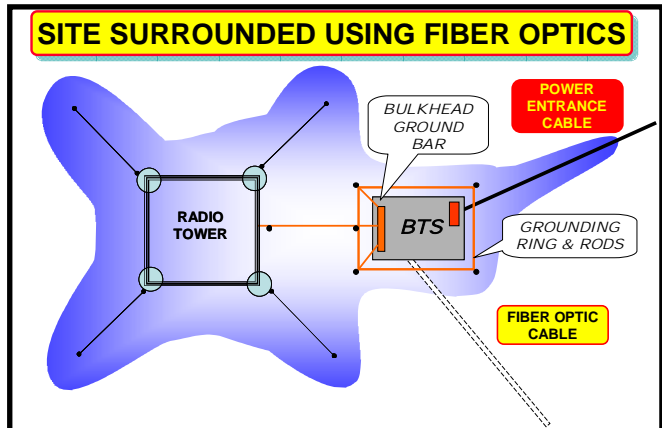 SITE SURROUNDED USING FIBER OPTICS
POWER
ENTRANCE
CABLE
BULKHEAD
GROUND
BAR
RADIO
TOWER
BTS
GROUNDING
RING & RODS
FIBER OPTIC
CABLE